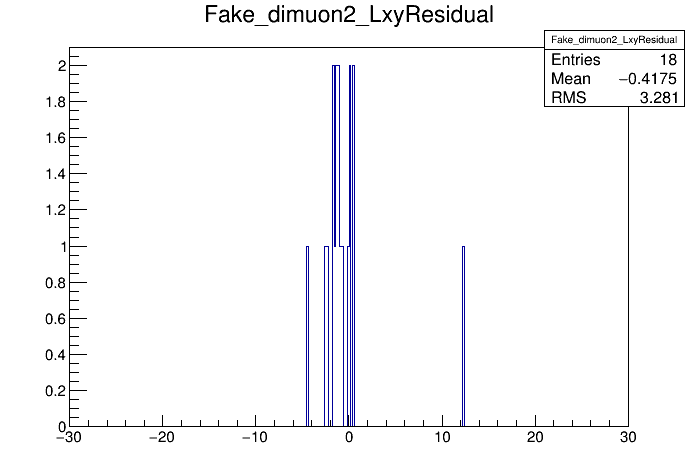 Fake_dimuon2_LxyResidual
Fake_dimuon2_LxyResidual
Entries 18
Mean −0.4175
RMS 3.281
2
1.8
1.6
1.4
1.2
1
0.8
0.6
0.4
0.2
0
−30 −20 −10 0 10 20 30